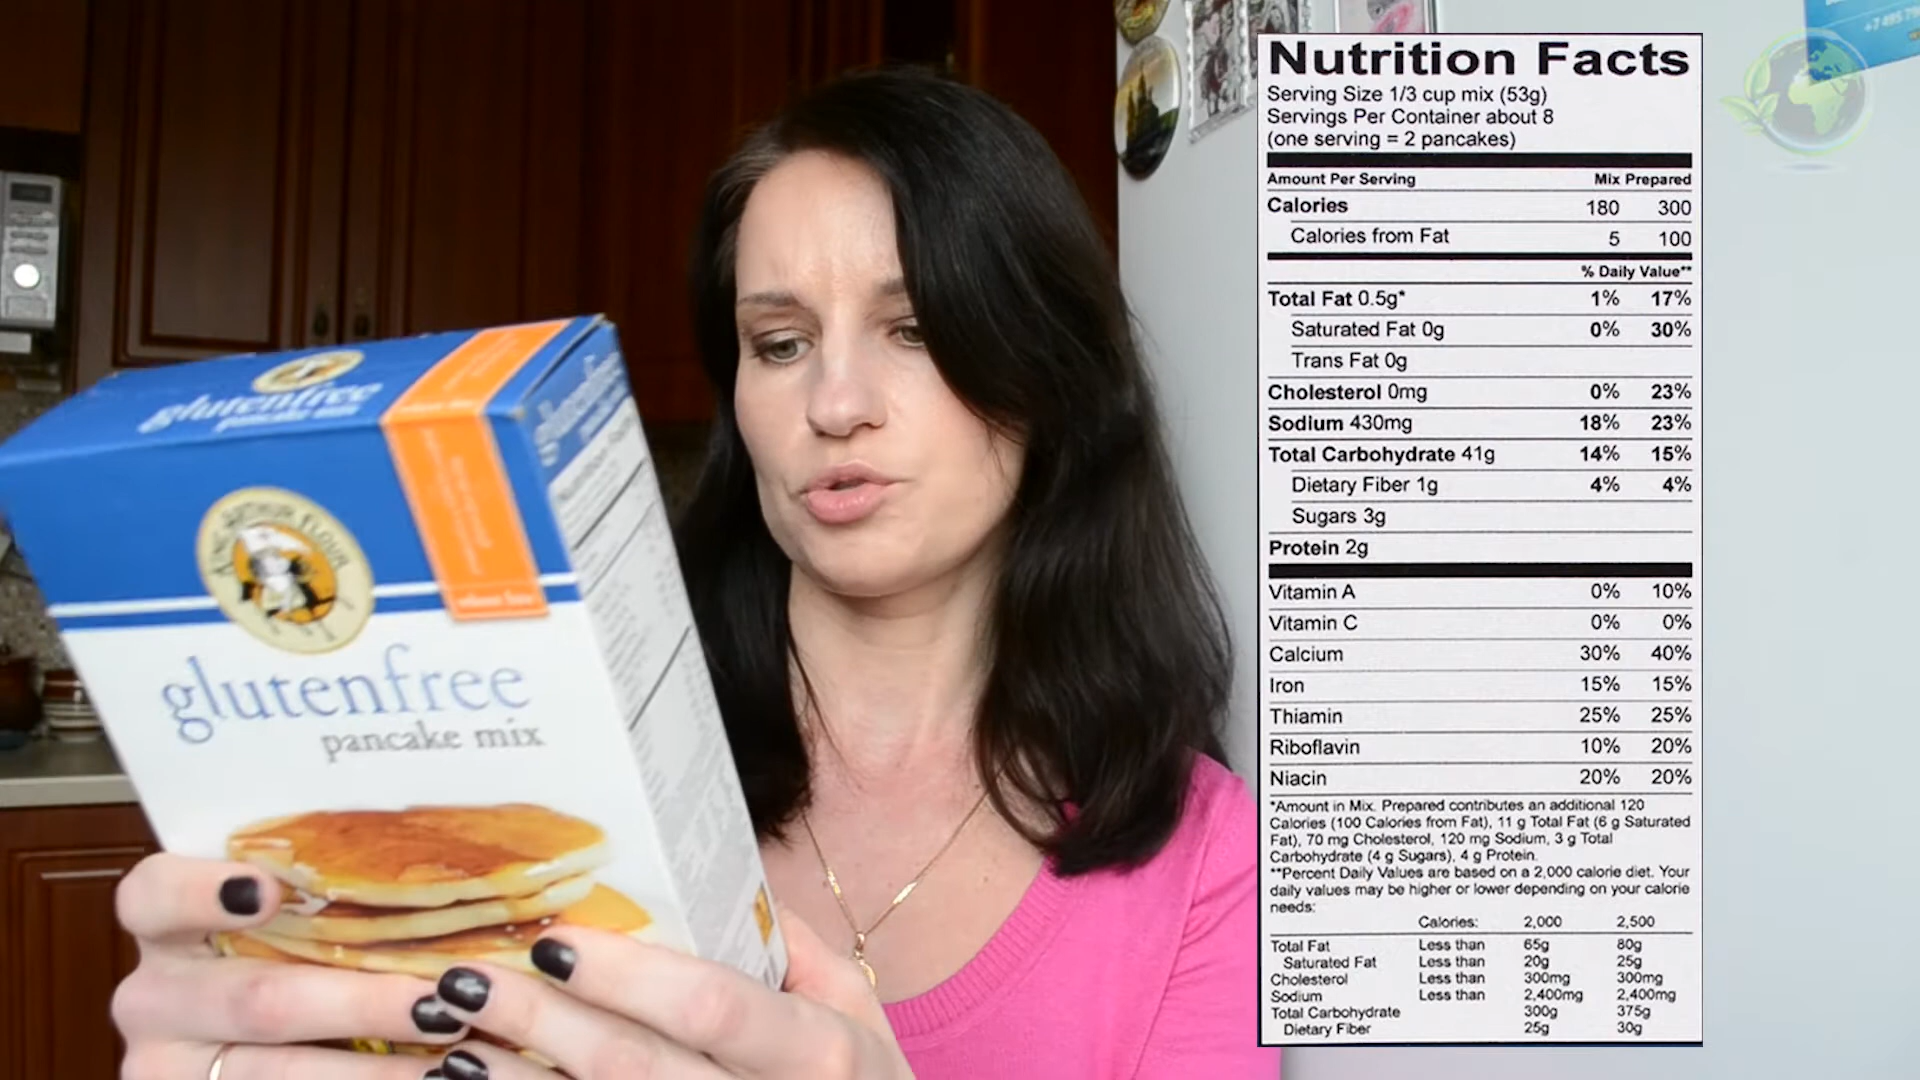 glutenfree
pancake mix
KING ARTHUR FLOUR
glutenfree
pancake mix
Nutrition Facts
Serving Size 1/3 cup mix (53g)
Servings Per Container about 8
(one serving = 2 pancakes)
Amount Per Serving Mix Prepared
Calories 180 300
Calories from Fat 5 100
% Daily Value**
Total Fat 0.5g* 1% 17%
Saturated Fat 0g 0% 30%
Trans Fat 0g
Cholesterol 0mg 0% 23%
Sodium 430mg 18% 23%
Total Carbohydrate 41g 14% 15%
Dietary Fiber 1g 4% 4%
Sugars 3g
Protein 2g
Vitamin A 0% 10%
Vitamin C 0% 0%
Calcium 30% 40%
Iron 15% 15%
Thiamin 25% 25%
Riboflavin 10% 20%
Niacin 20% 20%
*Amount in Mix. Prepared contributes an additional 120
Calories (100 Calories from Fat), 11 g Total Fat (6 g Saturated
Fat), 70 mg Cholesterol, 120 mg Sodium, 3 g Total
Carbohydrate (4 g Sugars), 4 g Protein.
**Percent Daily Values are based on a 2,000 calorie diet. Your
daily values may be higher or lower depending on your calorie
needs:
Calories: 2,000 2,500
Total Fat Less than 65g 80g
Saturated Fat Less than 20g 25g
Cholesterol Less than 300mg 300mg
Sodium Less than 2,400mg 2,400mg
Total Carbohydrate 300g 375g
Dietary Fiber 25g 30g